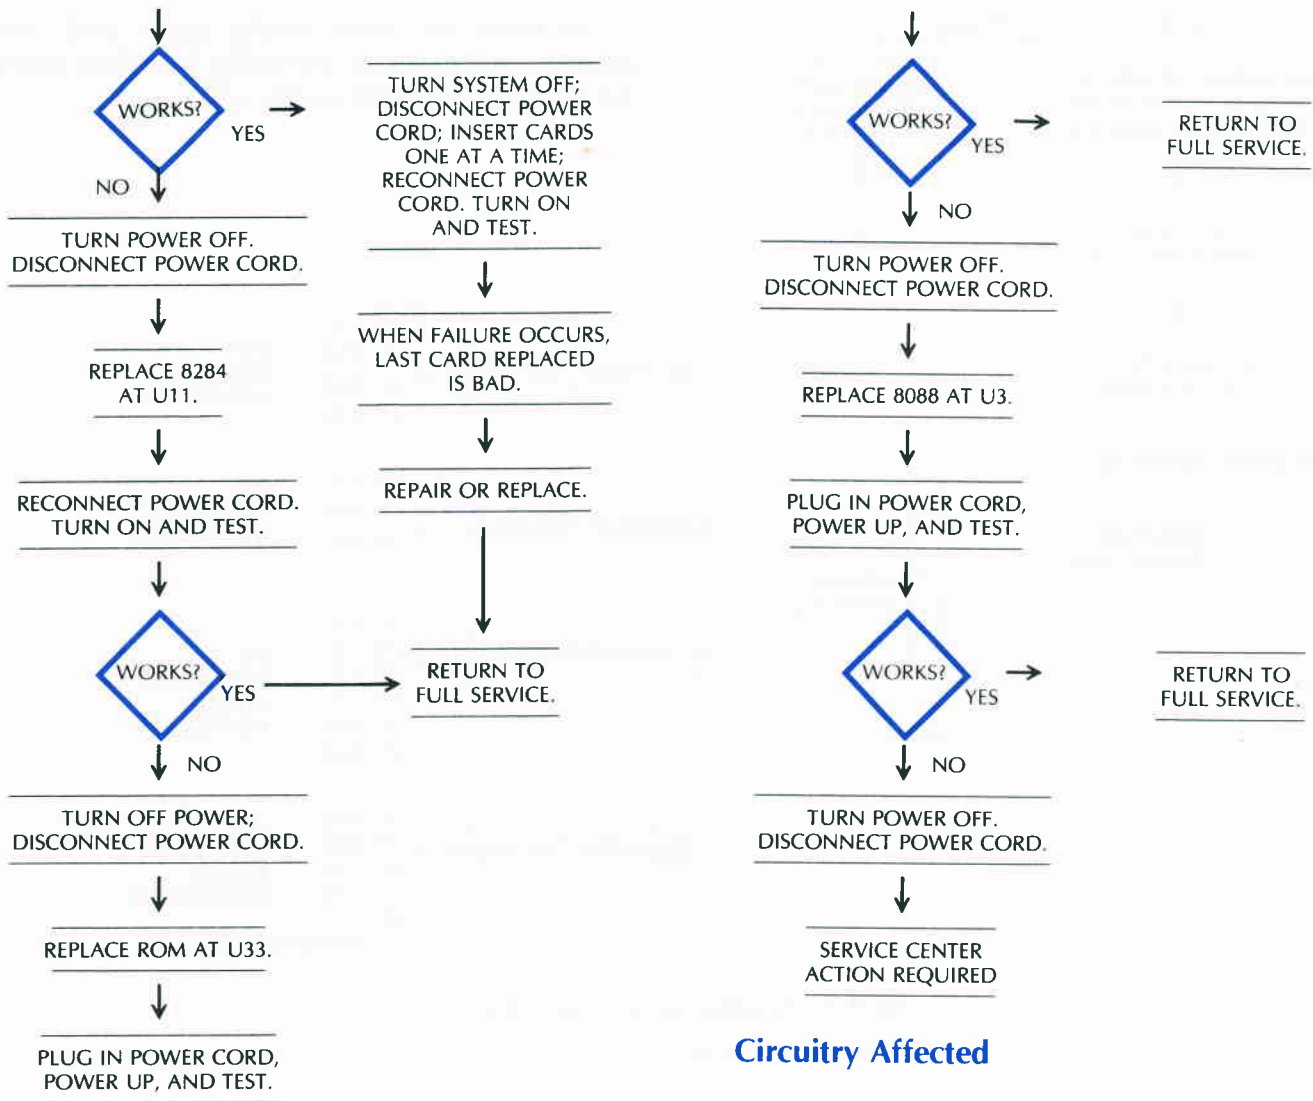 WORKS?
YES
NO
TURN POWER OFF.
DISCONNECT POWER CORD.
REPLACE 8284
AT U11.
RECONNECT POWER CORD.
TURN ON AND TEST.
WORKS?
YES
NO
TURN OFF POWER;
DISCONNECT POWER CORD.
REPLACE ROM AT U33.
PLUG IN POWER CORD,
POWER UP, AND TEST.
TURN SYSTEM OFF;
DISCONNECT POWER
CORD; INSERT CARDS
ONE AT A TIME;
RECONNECT POWER
CORD. TURN ON
AND TEST.
WHEN FAILURE OCCURS,
LAST CARD REPLACED
IS BAD.
REPAIR OR REPLACE.
RETURN TO
FULL SERVICE.
WORKS?
YES
RETURN TO
FULL SERVICE.
NO
TURN POWER OFF.
DISCONNECT POWER CORD.
REPLACE 8088 AT U3.
PLUG IN POWER CORD,
POWER UP, AND TEST.
WORKS?
YES
RETURN TO
FULL SERVICE.
NO
TURN POWER OFF.
DISCONNECT POWER CORD.
SERVICE CENTER
ACTION REQUIRED
Circuitry Affected